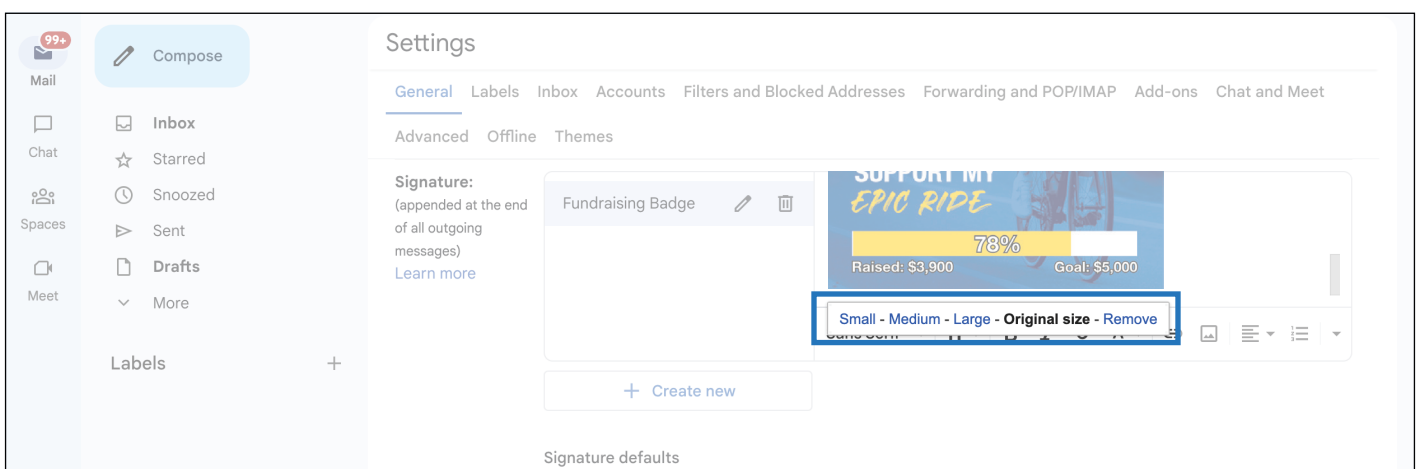 99+
Mail
Chat
Spaces
Meet
Compose
Inbox
Starred
Snoozed
Sent
Drafts
More
Labels
Settings
General Labels Inbox Accounts Filters and Blocked Addresses Forwarding and POP/IMAP Add-ons Chat and Meet
Advanced Offline Themes
Signature:
(appended at the end
of all outgoing
messages)
Learn more
Fundraising Badge
SUPPORT MY
EPIC RIDE
78%
Raised: $3,900 Goal: $5,000
Small - Medium - Large - Original size - Remove
Create new
Signature defaults